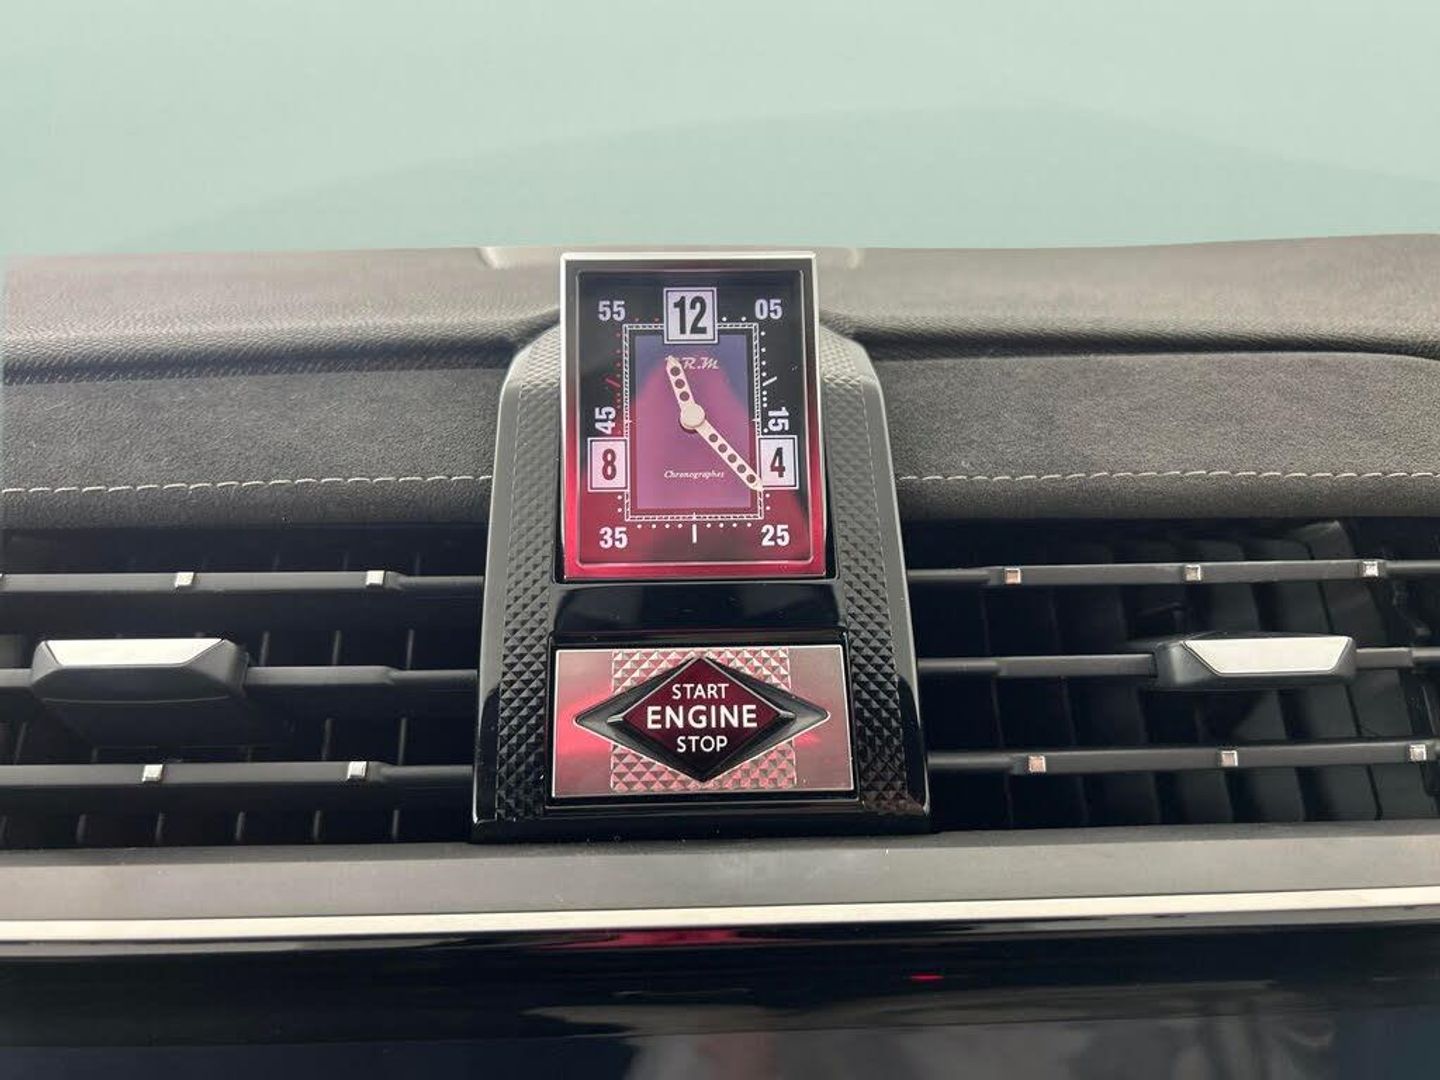 55 12 05
B.R.M
45 15
8 4
Chronographes
35 25
START
ENGINE
STOP